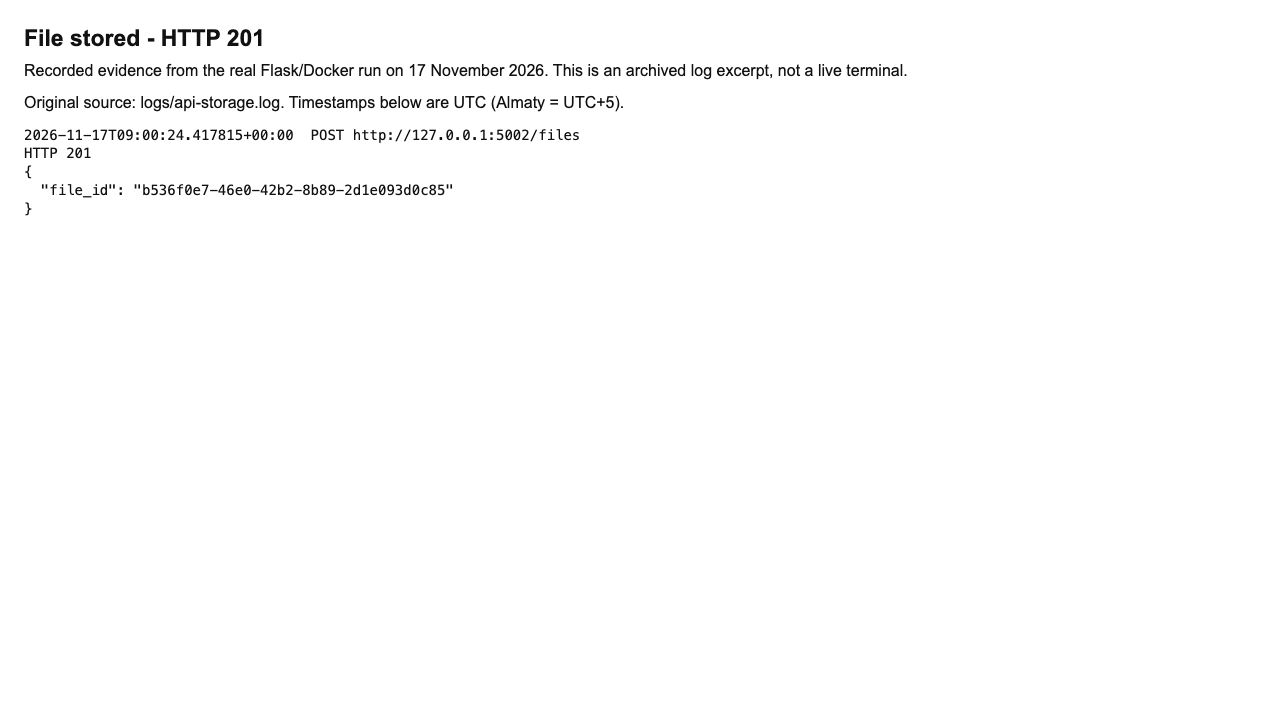 File stored - HTTP 201
Recorded evidence from the real Flask/Docker run on 17 November 2026. This is an archived log excerpt, not a live terminal.
Original source: logs/api-storage.log. Timestamps below are UTC (Almaty = UTC+5).
2026-11-17T09:00:24.417815+00:00  POST http://127.0.0.1:5002/files
HTTP 201
{
  "file_id": "b536f0e7-46e0-42b2-8b89-2d1e093d0c85"
}